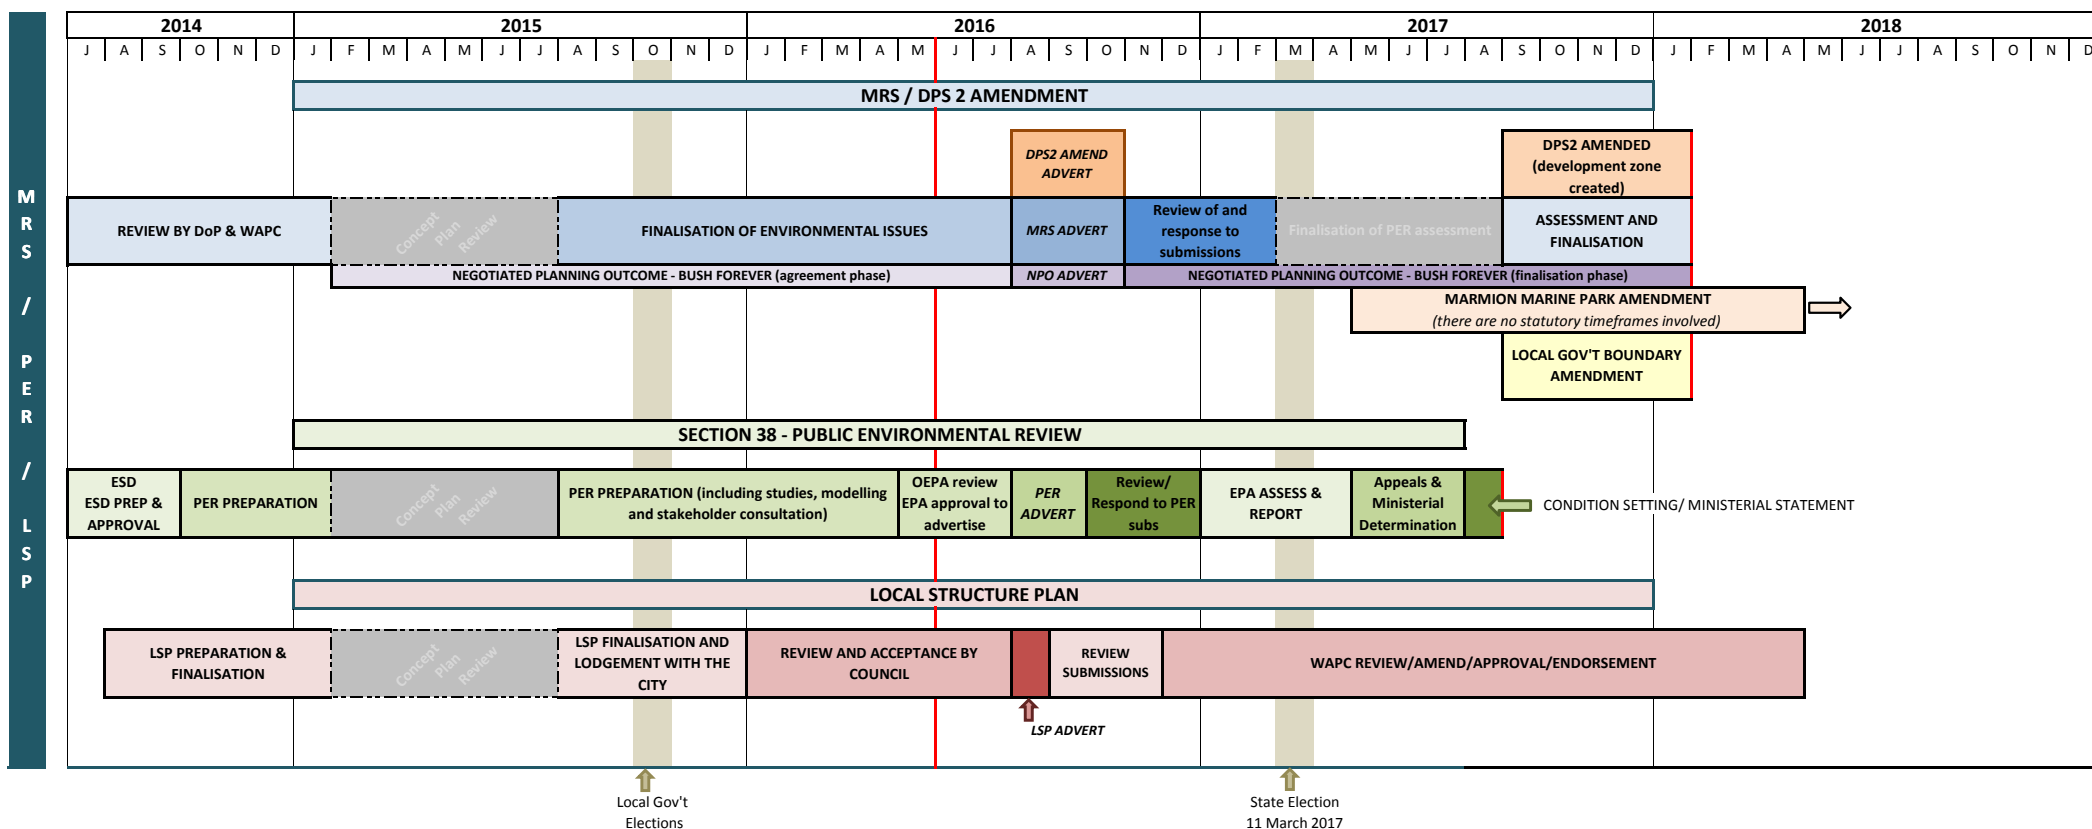 2014 2015 2016 2017 2018
J A S O N D J F M A M J J A S O N D J F M A M J J A S O N D J F M A M J J A S O N D J F M A M J J A S O N D
MRS / PER / LSP
MRS / DPS 2 AMENDMENT
DPS2 AMEND
ADVERT
DPS2 AMENDED
(development zone
created)
REVIEW BY DoP & WAPC
Concept
Plan
Review
FINALISATION OF ENVIRONMENTAL ISSUES
MRS ADVERT
Review of and
response to
submissions
Finalisation of PER assessment
ASSESSMENT AND
FINALISATION
NEGOTIATED PLANNING OUTCOME - BUSH FOREVER (agreement phase)
NPO ADVERT
NEGOTIATED PLANNING OUTCOME - BUSH FOREVER (finalisation phase)
MARMION MARINE PARK AMENDMENT
(there are no statutory timeframes involved)
LOCAL GOV'T BOUNDARY
AMENDMENT
SECTION 38 - PUBLIC ENVIRONMENTAL REVIEW
ESD
ESD PREP &
APPROVAL
PER PREPARATION
Concept
Plan
Review
PER PREPARATION (including studies, modelling
and stakeholder consultation)
OEPA review
EPA approval to
advertise
PER
ADVERT
Review/
Respond to PER
subs
EPA ASSESS &
REPORT
Appeals &
Ministerial
Determination
CONDITION SETTING/ MINISTERIAL STATEMENT
LOCAL STRUCTURE PLAN
LSP PREPARATION &
FINALISATION
Concept
Plan
Review
LSP FINALISATION AND
LODGEMENT WITH THE
CITY
REVIEW AND ACCEPTANCE BY
COUNCIL
REVIEW
SUBMISSIONS
WAPC REVIEW/AMEND/APPROVAL/ENDORSEMENT
LSP ADVERT
Local Gov't
Elections
State Election
11 March 2017